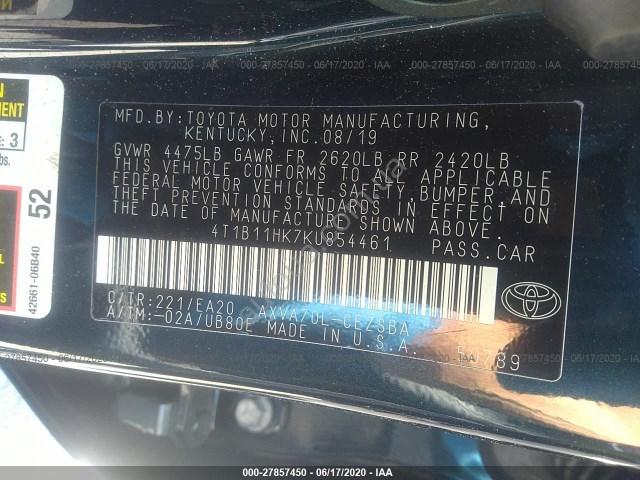 000-27857450 - 06/17/2020 - IAA
MFD.BY:TOYOTA MOTOR MANUFACTURING,
KENTUCKY,INC.08/19
GVWR 4475LB GAWR FR 2620LB RR 2420LB
THIS VEHICLE CONFORMS TO ALL APPLICABLE
FEDERAL MOTOR VEHICLE SAFETY,BUMPER,AND
THEFT PREVENTION STANDARDS IN EFFECT ON
THE DATE OF MANUFACTURE SHOWN ABOVE.
4T1B11HK7KU854461 PASS.CAR
C/TR:221/EA20 AXVA70L-CEZSBA
A/TM:-02A/UB80E MADE IN U.S.A.
789
3
lbs.
52
42661-06B40
000-27857450 - 06/17/2020 - IAA